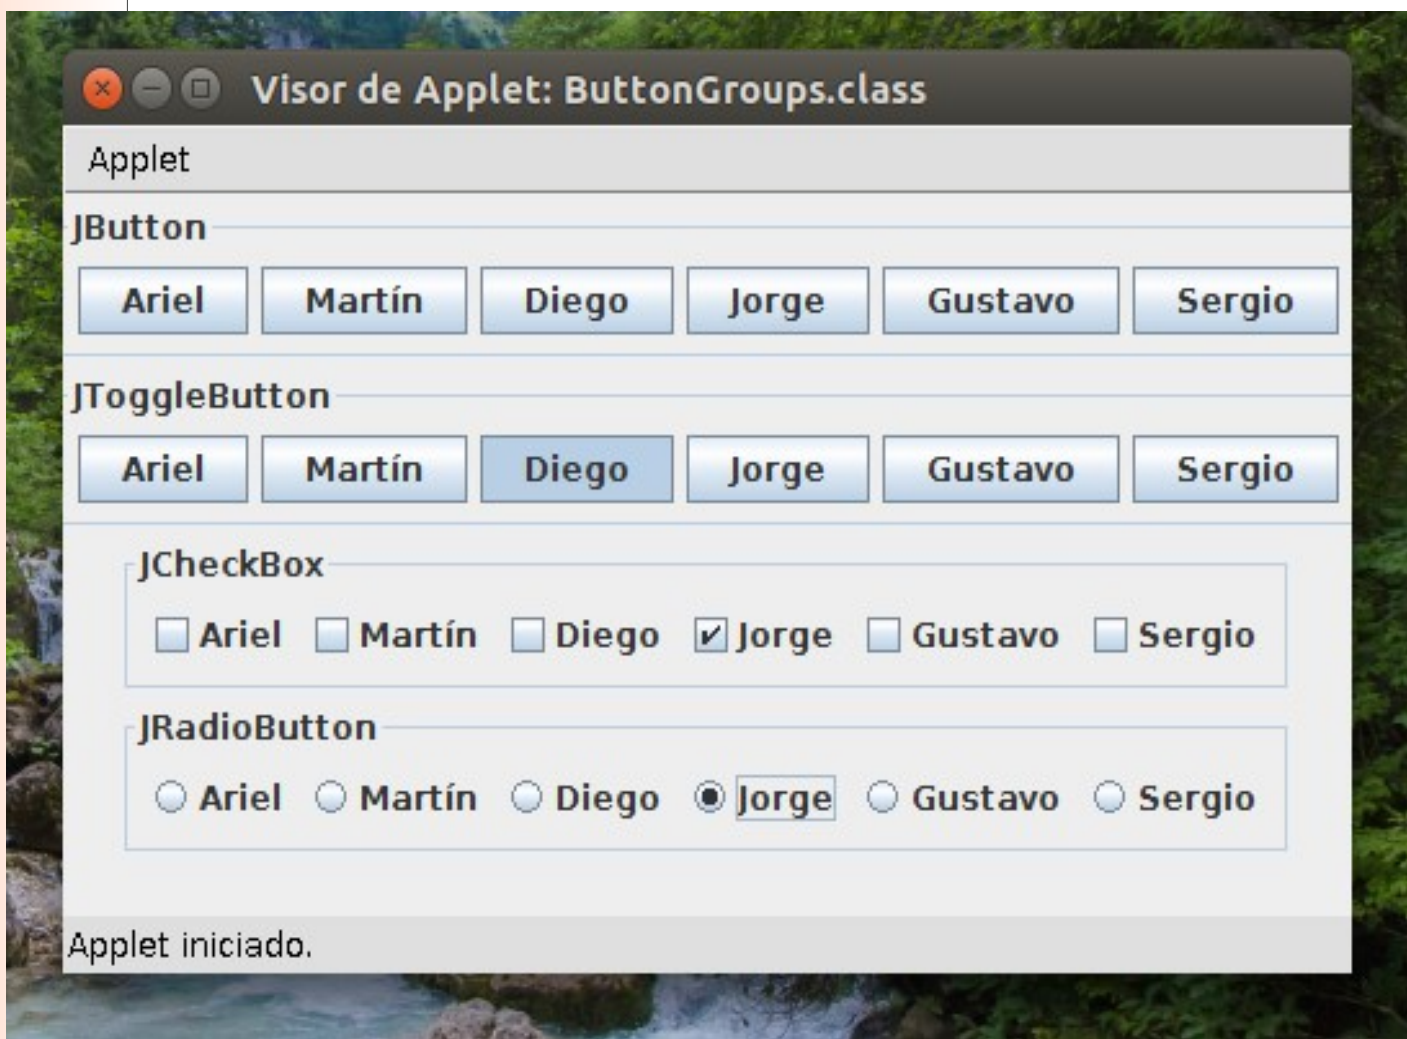 Visor de Applet: ButtonGroups.class
Applet
JButton
Ariel Martín Diego Jorge Gustavo Sergio
JToggleButton
Ariel Martín Diego Jorge Gustavo Sergio
JCheckBox
Ariel Martín Diego Jorge Gustavo Sergio
JRadioButton
Ariel Martín Diego Jorge Gustavo Sergio
Applet iniciado.